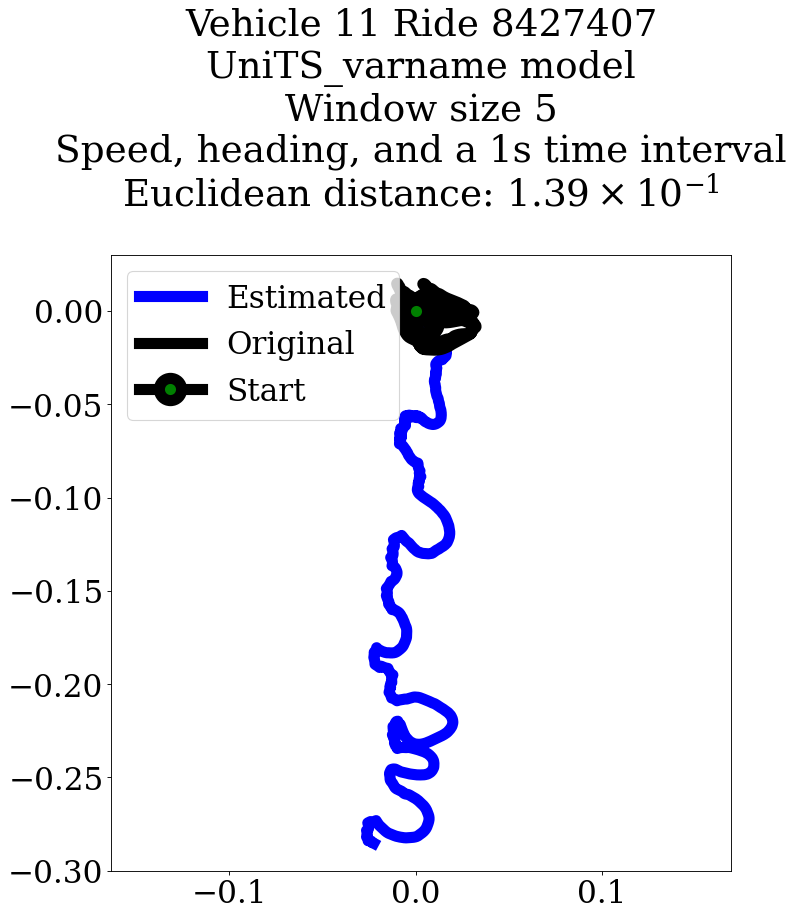 Vehicle 11 Ride 8427407
UniTS_varname model
Window size 5
Speed, heading, and a 1s time interval
Euclidean distance: 1.39 × 10⁻¹
Estimated
Original
Start
0.00
−0.05
−0.10
−0.15
−0.20
−0.25
−0.30
−0.1
0.0
0.1